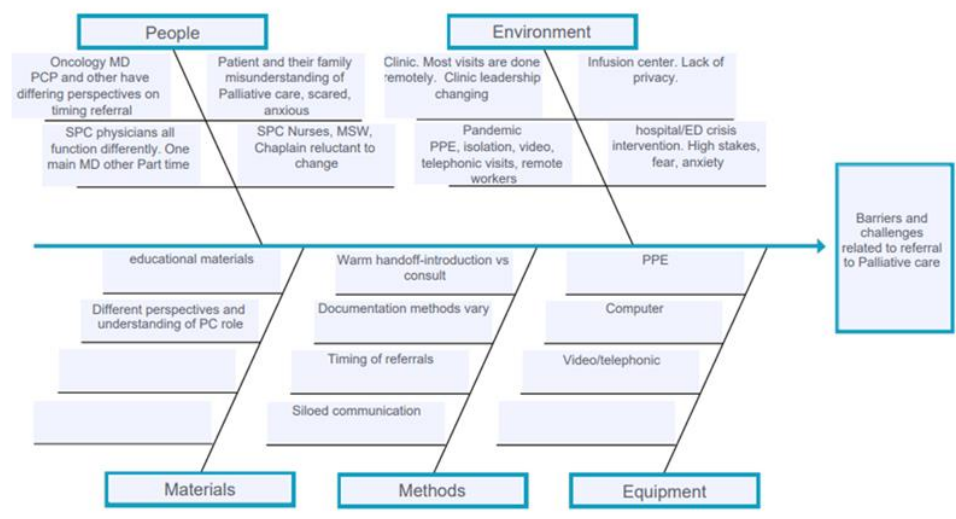 People
Environment
Oncology MD
PCP and other have
differing perspectives on
timing referral
Patient and their family
misunderstanding of
Palliative care, scared,
anxious
Clinic. Most visits are done
remotely. Clinic leadership
changing
Infusion center. Lack of
privacy.
SPC physicians all
function differently. One
main MD other Part time
SPC Nurses, MSW,
Chaplain reluctant to
change
Pandemic
PPE, isolation, video,
telephonic visits, remote
workers
hospital/ED crisis
intervention. High stakes,
fear, anxiety
Barriers and
challenges
related to referral
to Palliative care
educational materials
Different perspectives and
understanding of PC role
Warm handoff-introduction vs
consult
Documentation methods vary
Timing of referrals
Siloed communication
PPE
Computer
Video/telephonic
Materials
Methods
Equipment